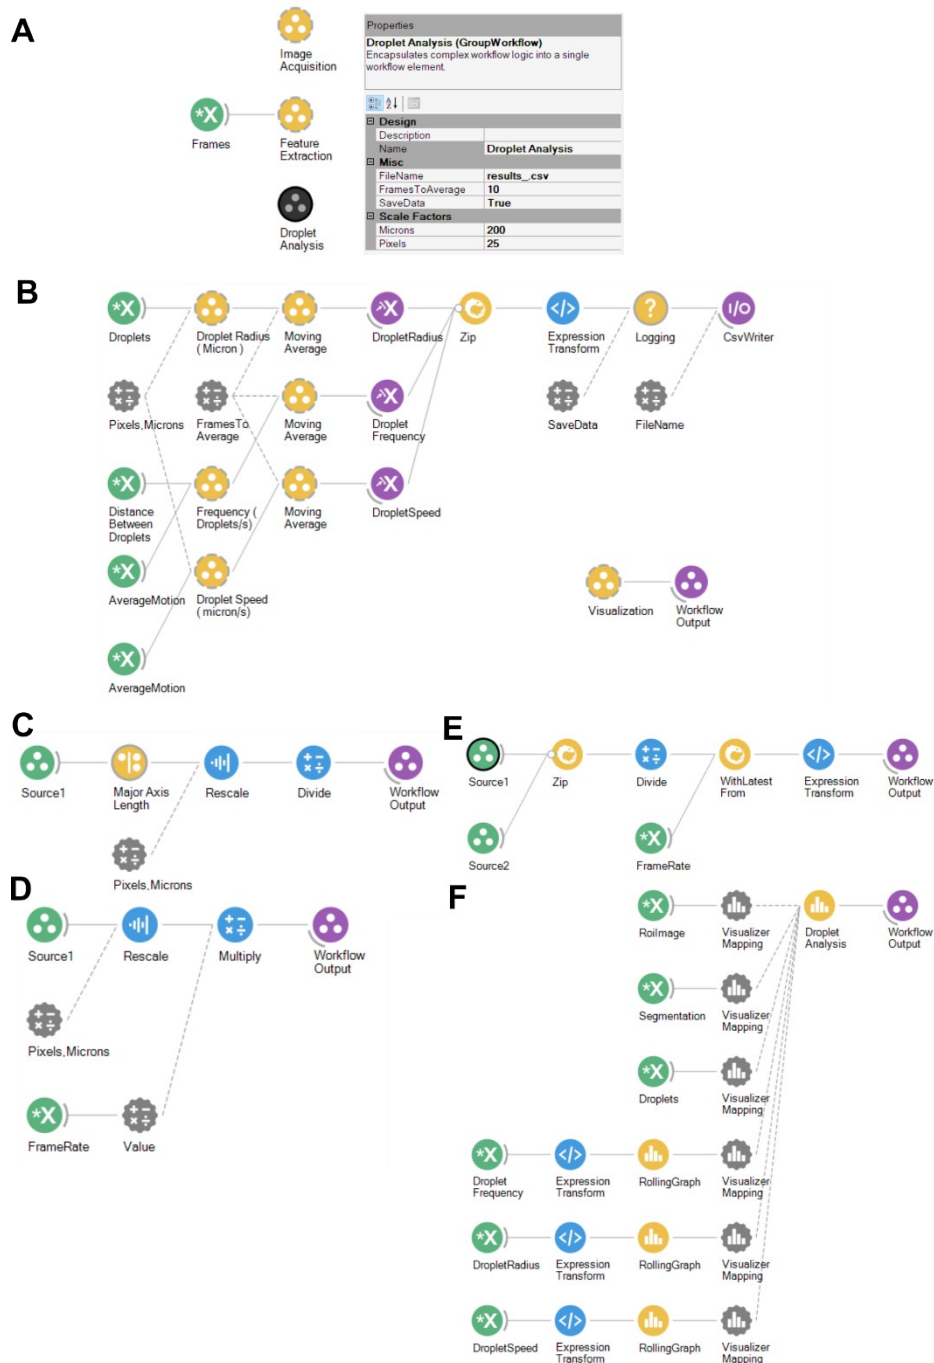 A
Image
Acquisition
*X
Frames
Feature
Extraction
Droplet
Analysis
Properties
Droplet Analysis (GroupWorkflow)
Encapsulates complex workflow logic into a single
workflow element.
Design
Description
Name Droplet Analysis
Misc
FileName results_.csv
FramesToAverage 10
SaveData True
Scale Factors
Microns 200
Pixels 25
B
*X
Droplets
Droplet Radius
( Micron )
Moving
Average
X
DropletRadius
Zip
</>
Expression
Transform
?
Logging
I/O
CsvWriter
Pixels,Microns
FramesTo
Average
Moving
Average
X
Droplet
Frequency
SaveData
FileName
*X
Distance
Between
Droplets
Frequency (
Droplets/s)
Moving
Average
X
DropletSpeed
*X
AverageMotion
Droplet Speed
( micron/s)
Visualization
Workflow
Output
*X
AverageMotion
C
Source1
Major Axis
Length
Rescale
Divide
Workflow
Output
Pixels,Microns
D
Source1
Rescale
Multiply
Workflow
Output
Pixels,Microns
*X
FrameRate
Value
E
Source1
Zip
Divide
WithLatest
From
</>
Expression
Transform
Workflow
Output
Source2
*X
FrameRate
F
*X
RoiImage
Visualizer
Mapping
Droplet
Analysis
Workflow
Output
*X
Segmentation
Visualizer
Mapping
*X
Droplets
Visualizer
Mapping
*X
Droplet
Frequency
</>
Expression
Transform
RollingGraph
Visualizer
Mapping
*X
DropletRadius
</>
Expression
Transform
RollingGraph
Visualizer
Mapping
*X
DropletSpeed
</>
Expression
Transform
RollingGraph
Visualizer
Mapping